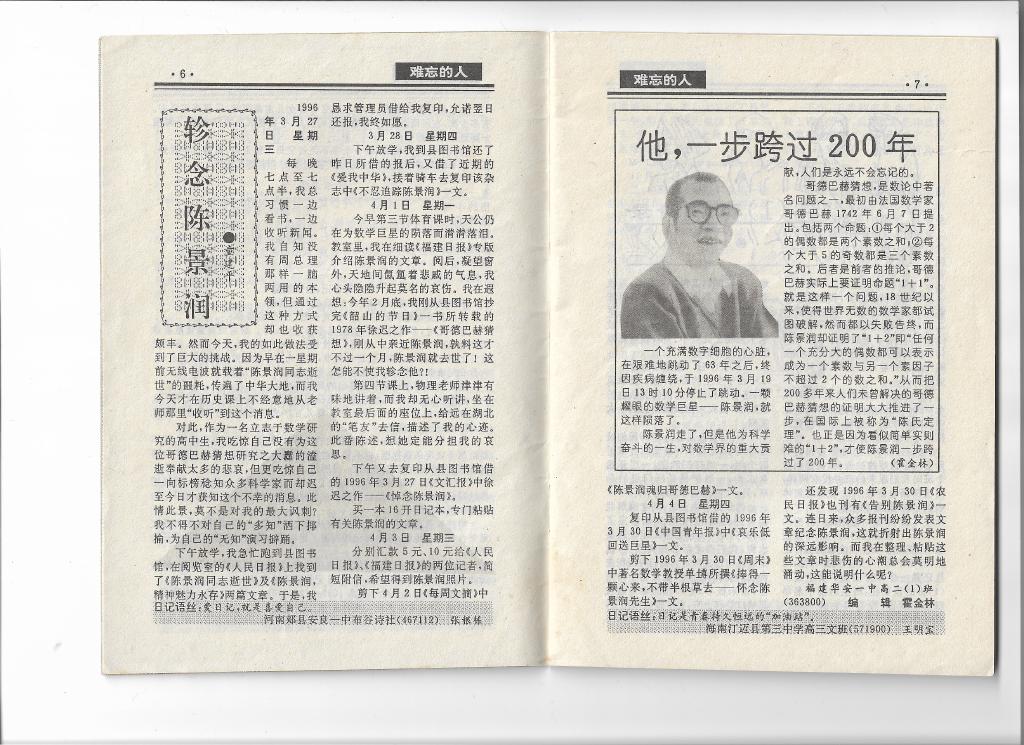 ·6·
难忘的人
轸念陈景润
1996
年3月27
日 星期
三
每晚
七点至七
点半，我总
习惯一边
看书，一边
收听新闻。
我自知没
有周总理
那样一脑
两用的本
领，但通过
这种方式
却也收获
颇丰。然而今天，我的如此做法受
到了巨大的挑战。因为早在一星期
前无线电波就载着“陈景润同志逝
世”的噩耗，传遍了中华大地，而我
今天才在历史课上不经意地从老
师那里“收听”到这个消息。
对此，作为一名立志于数学研
究的高中生，我吃惊自己没有为这
位哥德巴赫猜想研究之大纛的溘
逝奉献太多的悲哀，但更吃惊自己
一向标榜稔知众多科学家而却迟
至今日才获知这个不幸的消息。此
情此景，莫不是对我的最大讽刺？
我不得不对自己的“多知”洒下揶
揄，为自己的“无知”演习辟踊。
下午放学，我急忙跑到县图书
馆，在阅览室的《人民日报》上找到
了《陈景润同志逝世》及《陈景润，
精神魅力永存》两篇文章。于是，我
恳求管理员借给我复印，允诺翌日
还报，我终如愿。
3月28日 星期四
下午放学，我到县图书馆还了
昨日所借的报后，又借了近期的
《爱我中华》，接着骑车去复印该杂
志中《不忍追踪陈景润》一文。
4月1日 星期一
今早第三节体育课时，天公仍
在为数学巨星的陨落而潸潸落泪。
教室里，我在细读《福建日报》专版
介绍陈景润的文章。阅后，凝望窗
外，天地间氤氲着悲戚的气息，我
心头隐隐升起莫名的哀伤。我在遐
想：今年2月底，我刚从县图书馆抄
完《韶山的节日》一书所转载的
1978年徐迟之作——《哥德巴赫猜
想》，刚从中亲近陈景润，孰料这才
不过一个月，陈景润就去世了！这
怎能不使我轸念他？！
第四节课上，物理老师津津有
味地讲着，而我却无心听讲，坐在
教室最后面的座位上，给远在湖北
的“笔友”去信，描述了我的心迹。
此番陈述，想她定能分担我的哀
思。
下午又去复印从县图书馆借
的1996年3月27日《文汇报》中徐
迟之作——《悼念陈景润》。
买一本16开日记本，专门粘贴
有关陈景润的文章。
4月3日 星期三
分别汇款5元、10元给《人民
日报》、《福建日报》的两位记者，简
短附信，希望得到陈景润照片。
剪下4月2日《每周文摘》中
日记语丝：爱日记，就是喜爱自己。
河南郏县安良一中布谷诗社(467112) 张振
难忘的人
·7·
他，一步跨过200年
一个充满数字细胞的心脏，
在艰难地跳动了63年之后，终
因疾病缠绕，于1996年3月19
日13时10分停止了跳动。一颗
耀眼的数学巨星——陈景润，就
这样陨落了。
陈景润走了，但是他为科学
奋斗的一生，对数学界的重大贡
献，人们是永远不会忘记的。
哥德巴赫猜想，是数论中著
名问题之一，最初由法国数学家
哥德巴赫1742年6月7日提
出。包括两个命题：①每个大于2
的偶数都是两个素数之和；②每
个大于5的奇数都是三个素数
之和。后者是前者的推论，哥德
巴赫实际上要证明命题“1+1”。
就是这样一个问题，18世纪以
来，使得世界无数的数学家都试
图破解，然而都以失败告终，而
陈景润却证明了“1+2”即“任何
一个充分大的偶数都可以表示
成为一个素数与另一个素因子
不超过2个的数之和。”从而把
200多年来人们未曾解决的哥德
巴赫猜想的证明大大推进了一
步，在国际上被称为“陈氏定
理”。也正是因为看似简单实则
难的“1+2”，才使陈景润一步跨
过了200年。 （霍金林）
《陈景润魂归哥德巴赫》一文。
4月4日 星期四
复印从县图书馆借的1996年
3月30日《中国青年报》中《哀乐低
回送巨星》一文。
剪下1996年3月30日《周末》
中著名数学教授单墫所撰《捧得一
颗心来，不带半根草去——怀念陈
景润先生》一文。
还发现1996年3月30日《农
民日报》也刊有《告别陈景润》一
文。连日来，众多报刊纷纷发表文
章纪念陈景润，这就折射出陈景润
的深远影响。而我在整理、粘贴这
些文章时悲伤的心潮总会莫明地
涌动，这能说明什么呢？
福建华安一中高二(1)班
(363800) 编 辑 霍金林
日记语丝：日记是青春持久恒远的“加油站”。
海南 县第三中学高三文班(571900) 王明宝